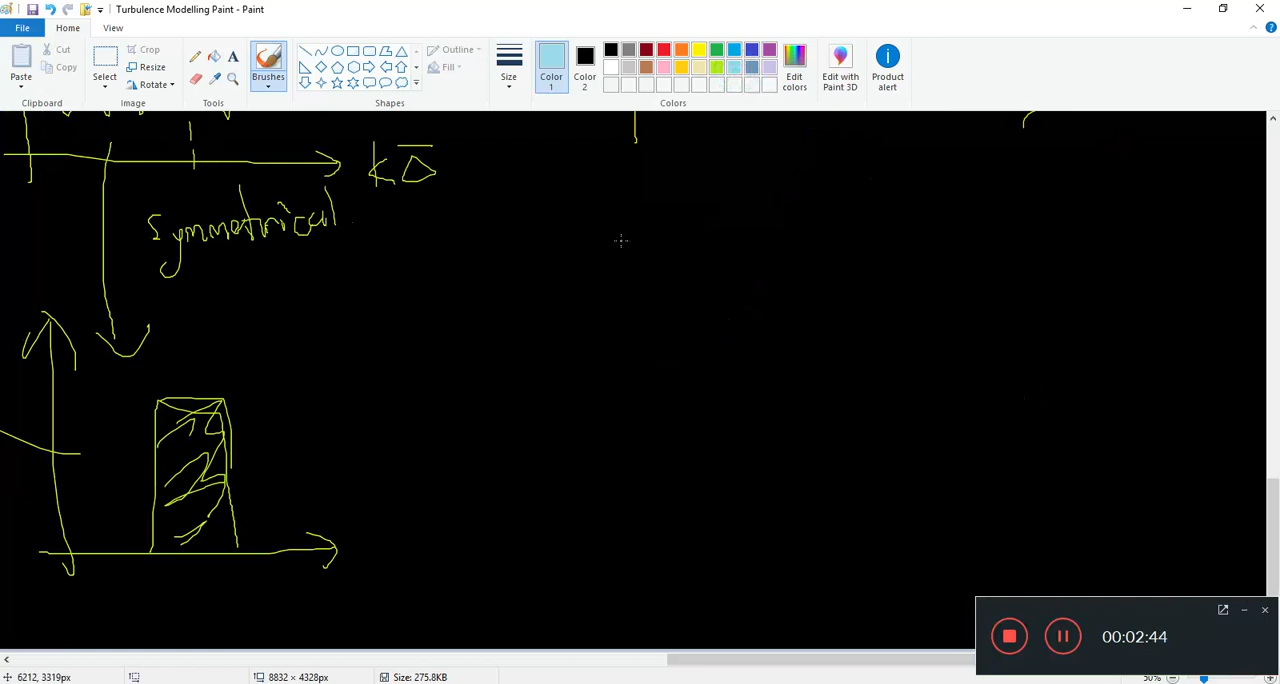 Turbulence Modelling Paint - Paint
File
Home
View
Paste
Cut
Copy
Clipboard
Select
Crop
Resize
Rotate
Image
A
Tools
Brushes
Shapes
Outline
Fill
Size
Color
1
Color
2
Colors
Edit
colors
Edit with
Paint 3D
Product
alert
k Δ
Symmetrical
00:02:44
6212, 3319px
8832 × 4328px
Size: 275.8KB
50%